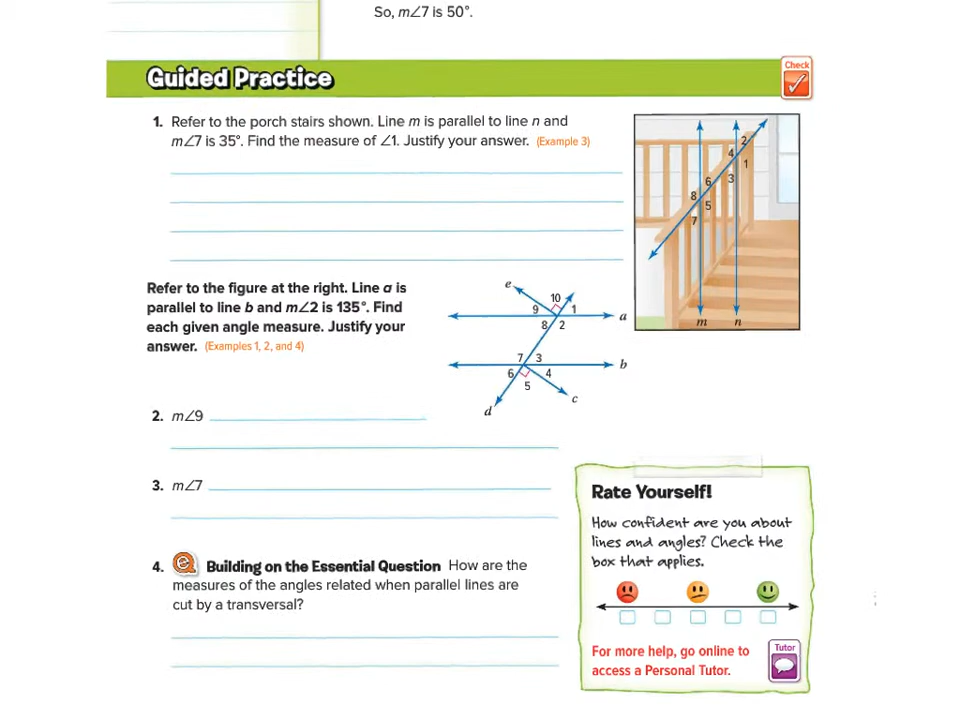 So, m∠7 is 50°.
Guided Practice
Check
1. Refer to the porch stairs shown. Line m is parallel to line n and
m∠7 is 35°. Find the measure of ∠1. Justify your answer. (Example 3)
2
4
1
3
6
8
5
7
m n
Refer to the figure at the right. Line a is
parallel to line b and m∠2 is 135°. Find
each given angle measure. Justify your
answer. (Examples 1, 2, and 4)
e
10
9 1
a
8 2
7 3
b
6 4
5
c
d
2. m∠9
3. m∠7
4. Building on the Essential Question How are the
measures of the angles related when parallel lines are
cut by a transversal?
Rate Yourself!
How confident are you about
lines and angles? Check the
box that applies.
For more help, go online to
access a Personal Tutor.
Tutor